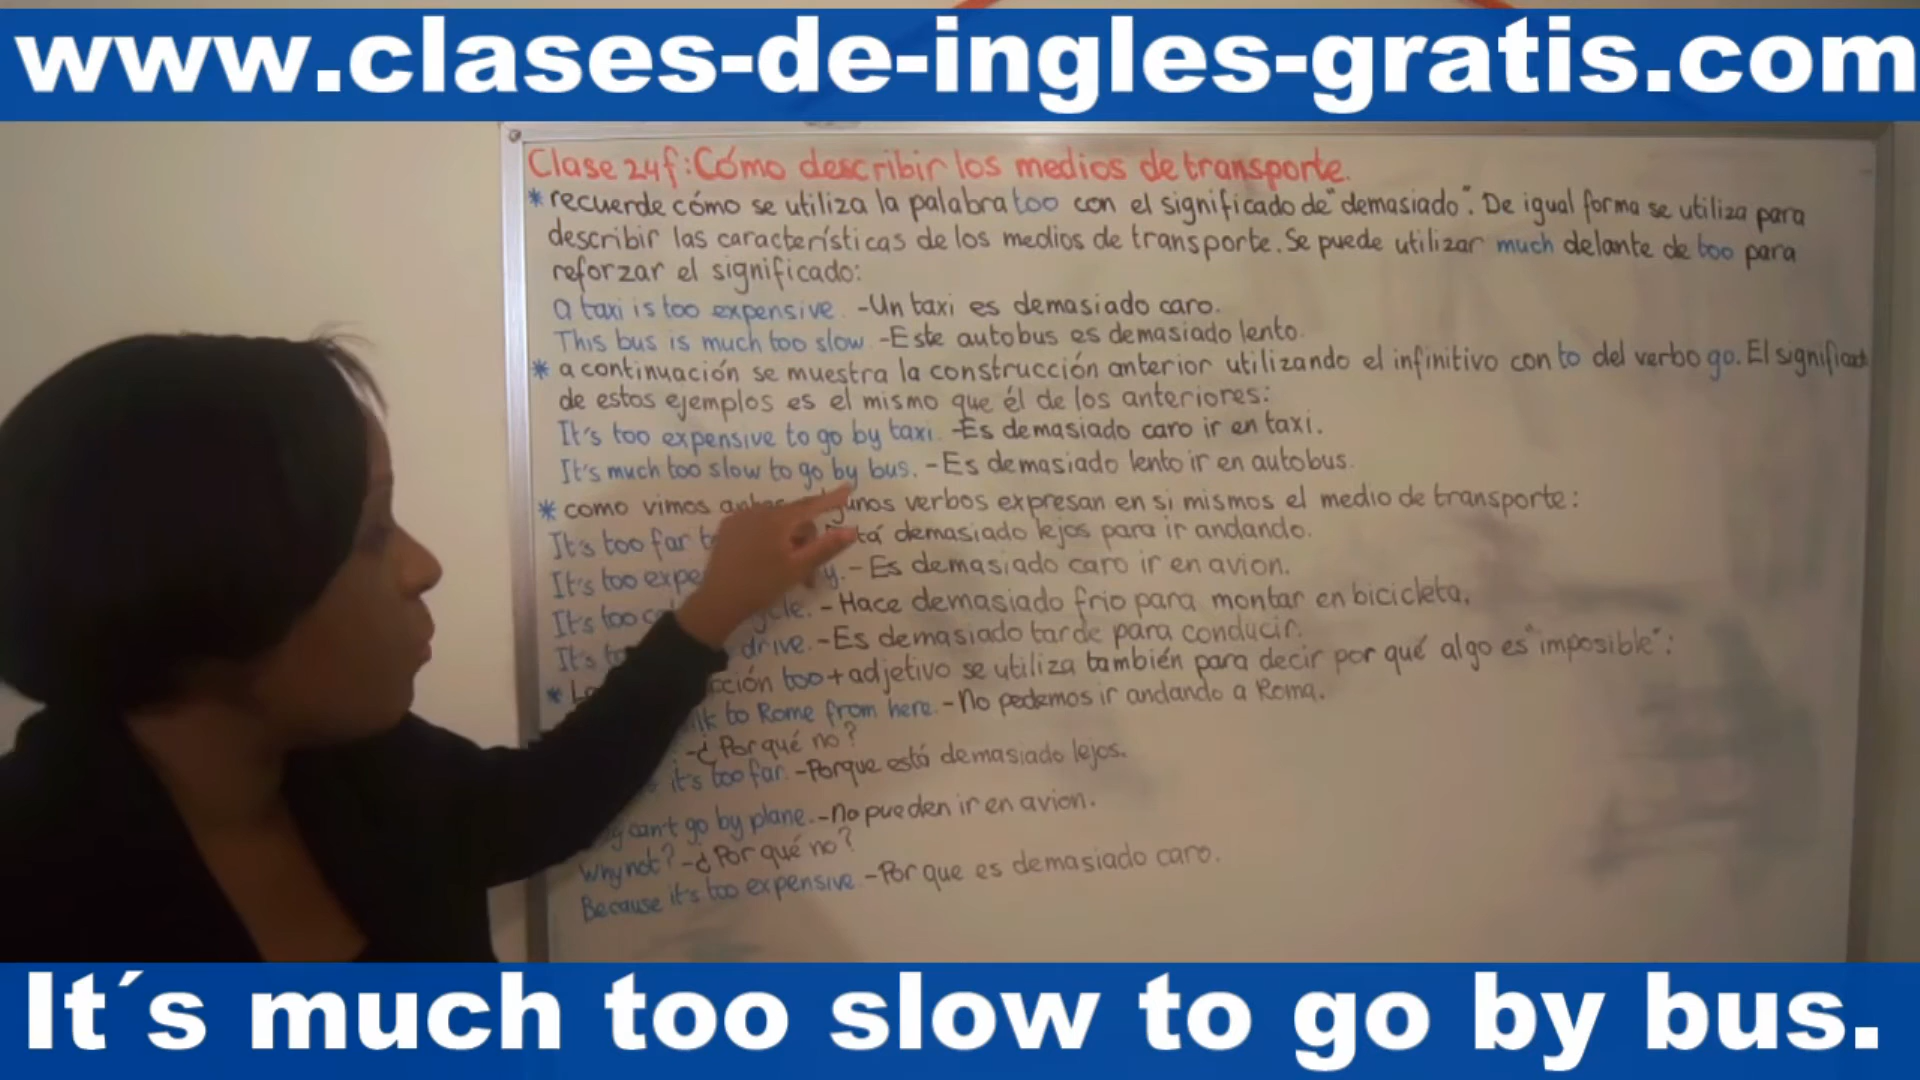 www.clases-de-ingles-gratis.com
Clase 24f: Cómo describir los medios de transporte.
* recuerde cómo se utiliza la palabra too con el significado de "demasiado". De igual forma se utiliza para
describir las características de los medios de transporte. Se puede utilizar much delante de too para
reforzar el significado:
a taxi is too expensive. -Un taxi es demasiado caro.
This bus is much too slow -Este autobus es demasiado lento.
* a continuación se muestra la construcción anterior utilizando el infinitivo con to del verbo go. El significado
de estos ejemplos es el mismo que él de los anteriores:
It's too expensive to go by taxi. -Es demasiado caro ir en taxi.
It's much too slow to go by bus. -Es demasiado lento ir en autobus.
* como vimos verbos expresan en si mismos el medio de transporte:
It's too far demasiado lejos para ir andando.
It's too - Es demasiado caro ir en avion.
It's too - Hace demasiado frio para montar en bicicleta.
It's drive. -Es demasiado tarde para conducir.
* too + adjetivo se utiliza también para decir por qué algo es "imposible":
to Rome from here. -No podemos ir andando a Roma.
-¿Por qué no?
it's too far. -Porque está demasiado lejos.
can't go by plane. -No pueden ir en avion.
Why not? -¿Por qué no?
Because it's too expensive -Por que es demasiado caro.
It´s much too slow to go by bus.